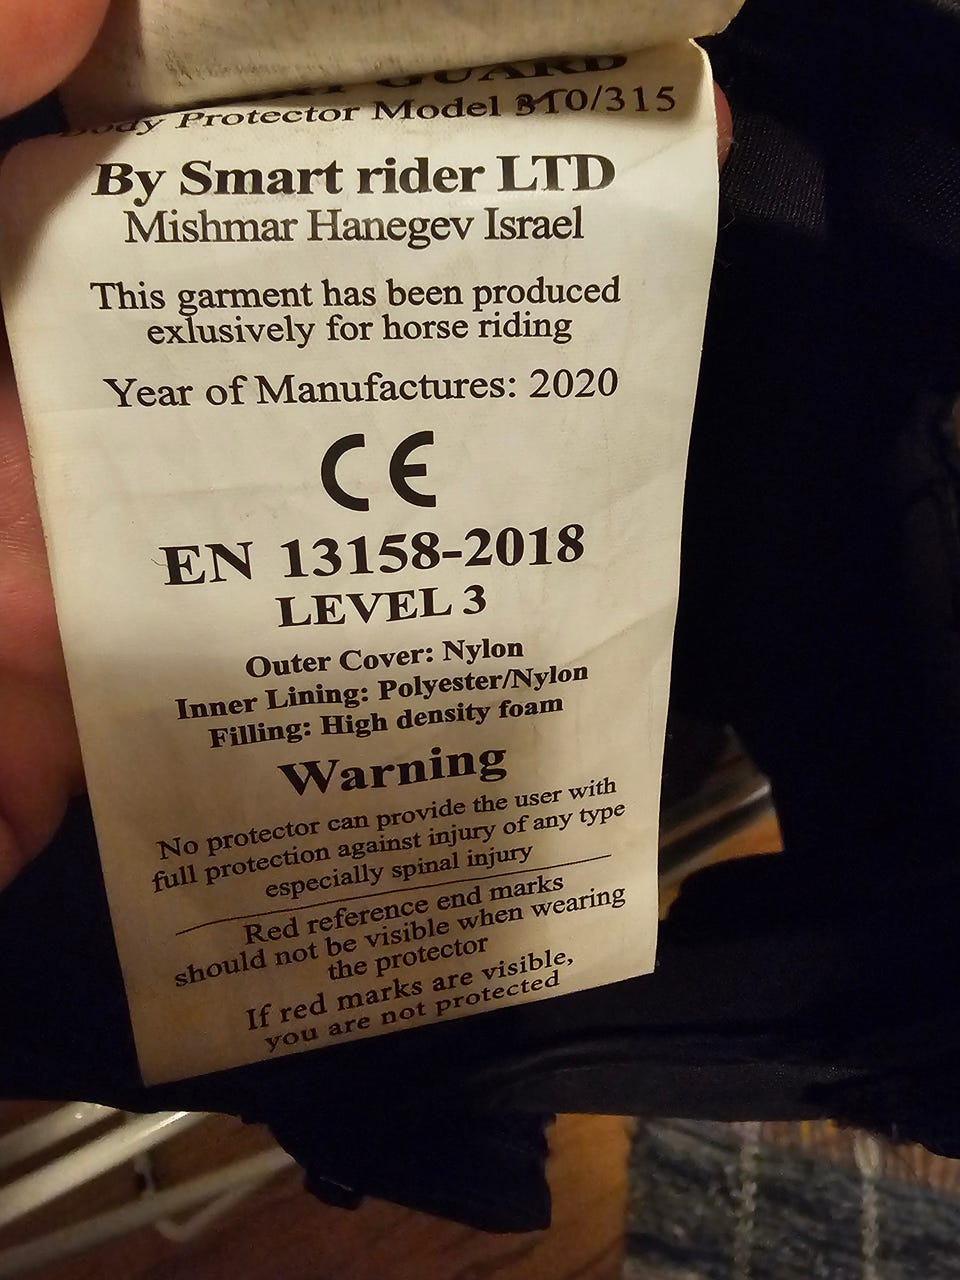 GUARD
Body Protector Model 310/315
By Smart rider LTD
Mishmar Hanegev Israel
This garment has been produced
exlusively for horse riding
Year of Manufactures: 2020
CE
EN 13158-2018
LEVEL 3
Outer Cover: Nylon
Inner Lining: Polyester/Nylon
Filling: High density foam
Warning
No protector can provide the user with
full protection against injury of any type
especially spinal injury
Red reference end marks
should not be visible when wearing
the protector
If red marks are visible,
you are not protected